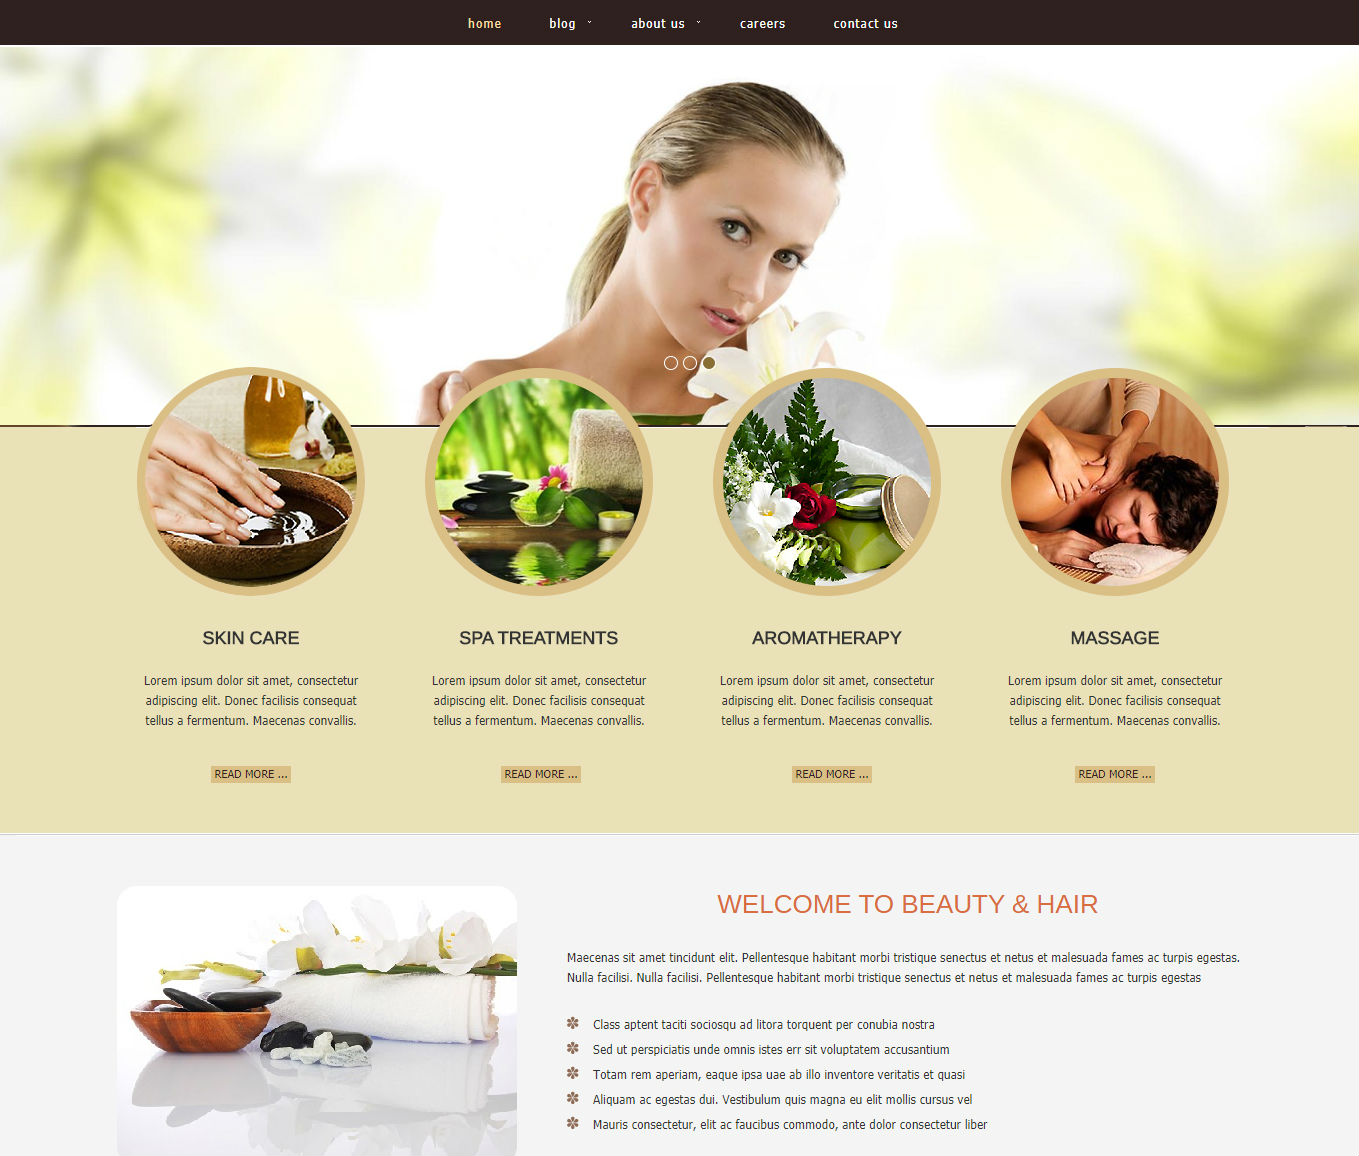 home blog about us careers contact us
SKIN CARE
Lorem ipsum dolor sit amet, consectetur
adipiscing elit. Donec facilisis consequat
tellus a fermentum. Maecenas convallis.
READ MORE ...
SPA TREATMENTS
Lorem ipsum dolor sit amet, consectetur
adipiscing elit. Donec facilisis consequat
tellus a fermentum. Maecenas convallis.
READ MORE ...
AROMATHERAPY
Lorem ipsum dolor sit amet, consectetur
adipiscing elit. Donec facilisis consequat
tellus a fermentum. Maecenas convallis.
READ MORE ...
MASSAGE
Lorem ipsum dolor sit amet, consectetur
adipiscing elit. Donec facilisis consequat
tellus a fermentum. Maecenas convallis.
READ MORE ...
WELCOME TO BEAUTY & HAIR
Maecenas sit amet tincidunt elit. Pellentesque habitant morbi tristique senectus et netus et malesuada fames ac turpis egestas.
Nulla facilisi. Nulla facilisi. Pellentesque habitant morbi tristique senectus et netus et malesuada fames ac turpis egestas
Class aptent taciti sociosqu ad litora torquent per conubia nostra
Sed ut perspiciatis unde omnis istes err sit voluptatem accusantium
Totam rem aperiam, eaque ipsa uae ab illo inventore veritatis et quasi
Aliquam ac egestas dui. Vestibulum quis magna eu elit mollis cursus vel
Mauris consectetur, elit ac faucibus commodo, ante dolor consectetur liber